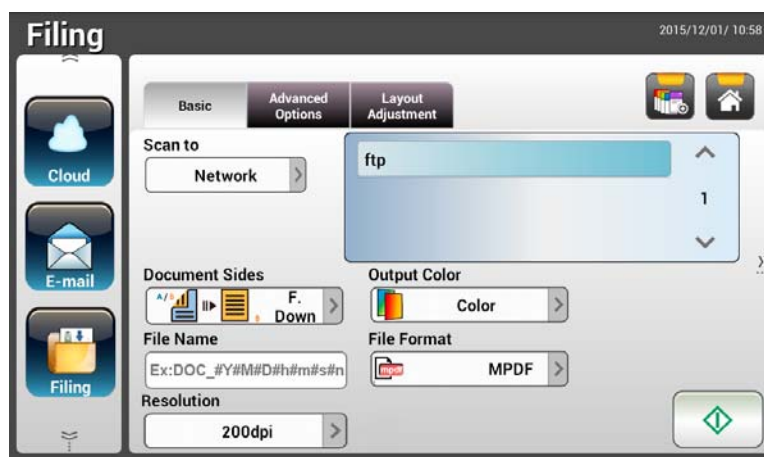 Filing
2015/12/01/ 10:58
Basic
Advanced
Options
Layout
Adjustment
Cloud
Scan to
Network
ftp
1
E-mail
Document Sides
F.
Down
Output Color
Color
File Name
Ex:DOC_#Y#M#D#h#m#s#n
File Format
mpdf
MPDF
Filing
Resolution
200dpi